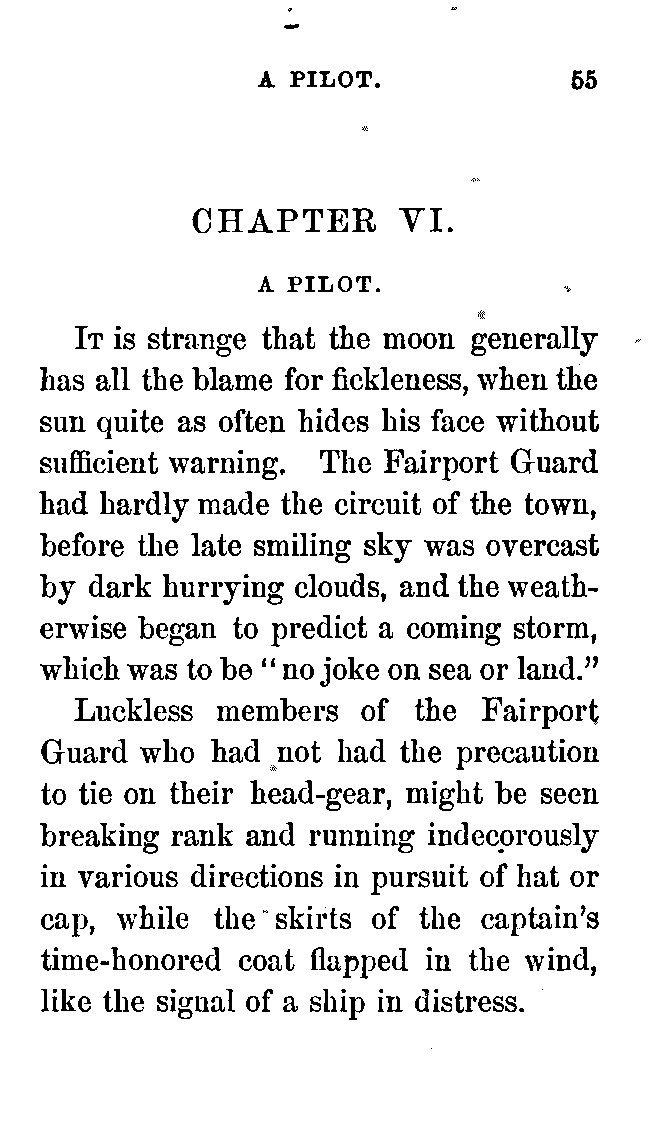 A PILOT. 55
CHAPTER VI.
A PILOT.
IT is strange that the moon generally
has all the blame for fickleness, when the
sun quite as often hides his face without
sufficient warning. The Fairport Guard
had hardly made the circuit of the town,
before the late smiling sky was overcast
by dark hurrying clouds, and the weath-
erwise began to predict a coming storm,
which was to be "no joke on sea or land."
Luckless members of the Fairport
Guard who had not had the precaution
to tie on their head-gear, might be seen
breaking rank and running indecorously
in various directions in pursuit of hat or
cap, while the skirts of the captain's
time-honored coat flapped in the wind,
like the signal of a ship in distress.